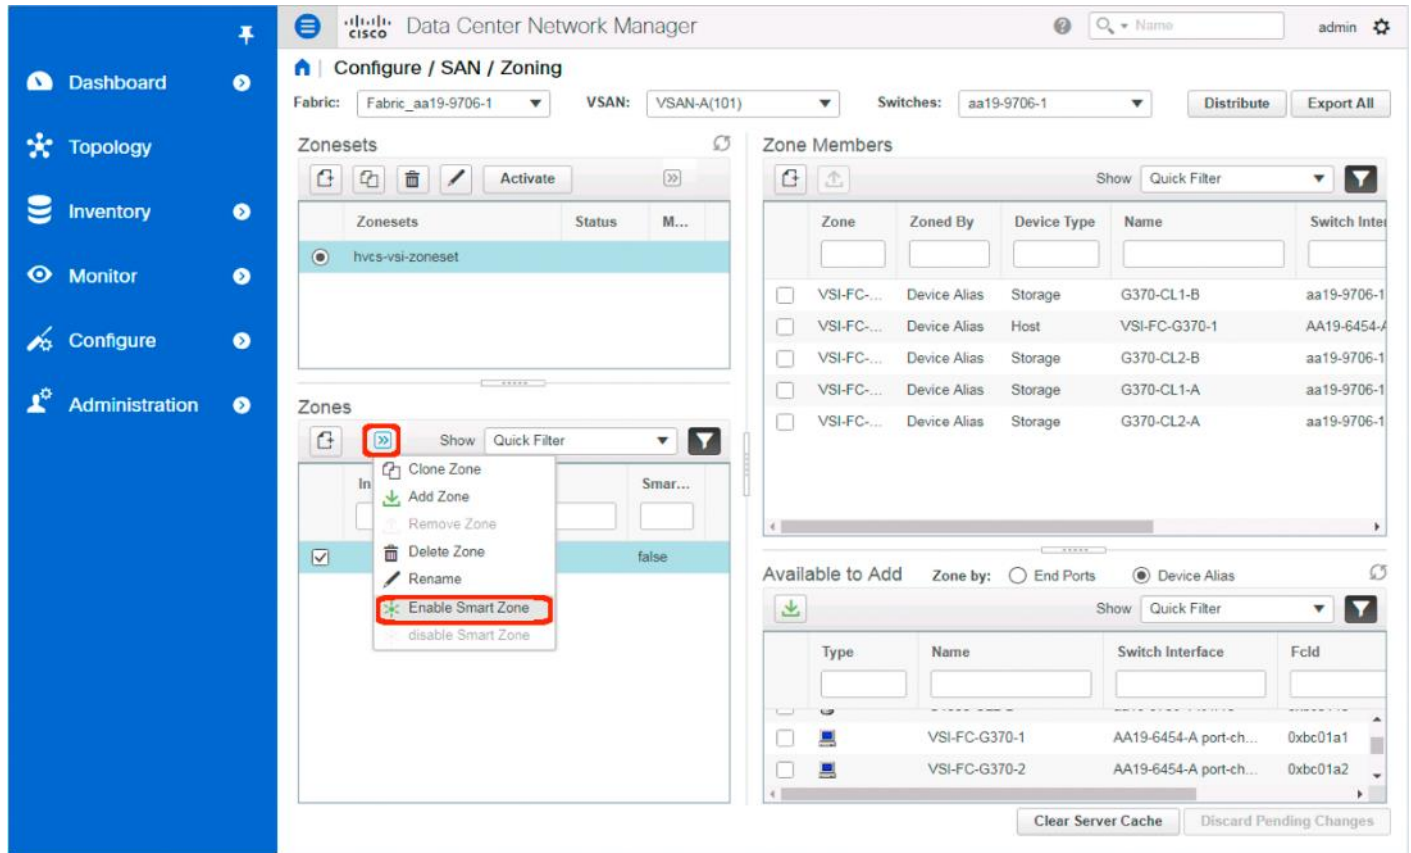 cisco Data Center Network Manager
Name
admin
Configure / SAN / Zoning
Fabric: Fabric_aa19-9706-1 VSAN: VSAN-A(101) Switches: aa19-9706-1 Distribute Export All
Dashboard
Topology
Inventory
Monitor
Configure
Administration
Zonesets
Activate
Zonesets Status M...
hvcs-vsi-zoneset
Zones
Show Quick Filter
In Smar...
false
Clone Zone
Add Zone
Remove Zone
Delete Zone
Rename
Enable Smart Zone
disable Smart Zone
Zone Members
Show Quick Filter
Zone Zoned By Device Type Name Switch Inter
VSI-FC-... Device Alias Storage G370-CL1-B aa19-9706-1
VSI-FC-... Device Alias Host VSI-FC-G370-1 AA19-6454-A
VSI-FC-... Device Alias Storage G370-CL2-B aa19-9706-1
VSI-FC-... Device Alias Storage G370-CL1-A aa19-9706-1
VSI-FC-... Device Alias Storage G370-CL2-A aa19-9706-1
Available to Add Zone by: End Ports Device Alias
Show Quick Filter
Type Name Switch Interface FcId
VSI-FC-G370-1 AA19-6454-A port-ch... 0xbc01a1
VSI-FC-G370-2 AA19-6454-A port-ch... 0xbc01a2
Clear Server Cache Discard Pending Changes